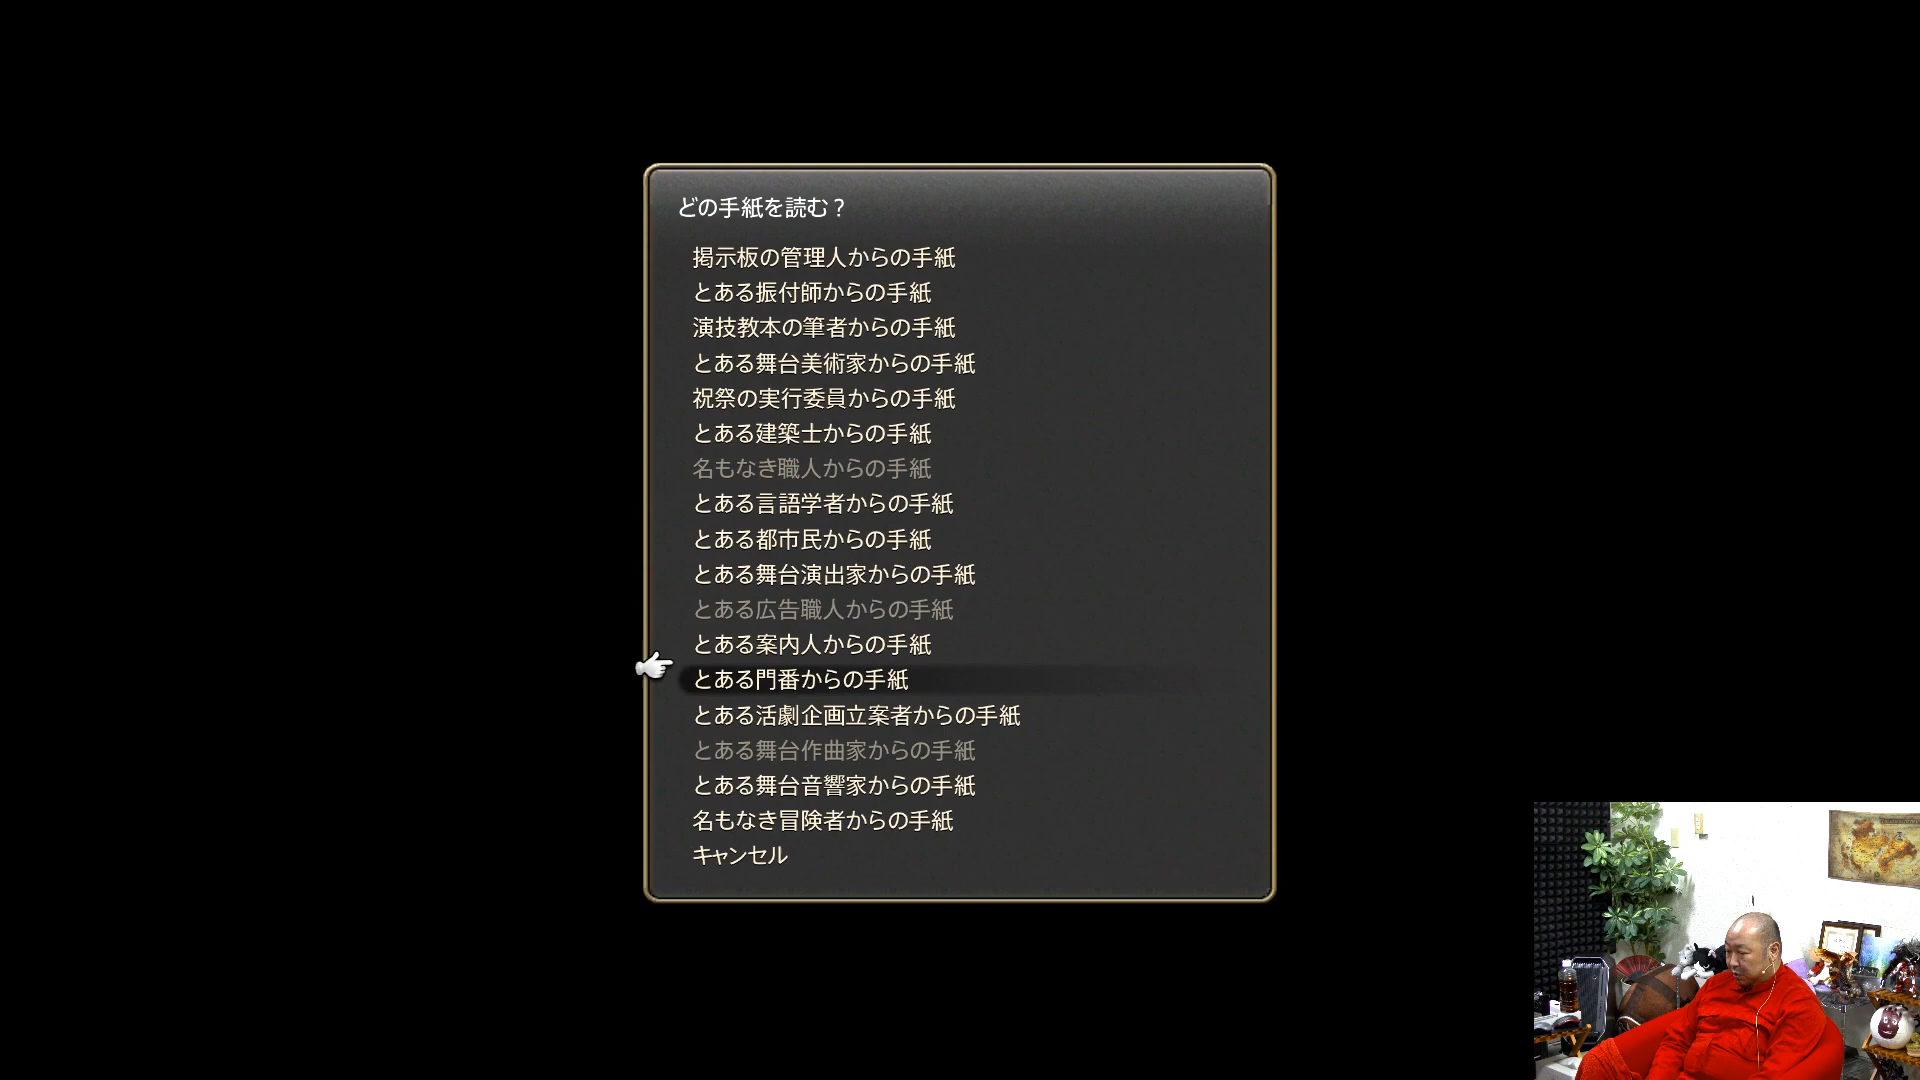 どの手紙を読む？
掲示板の管理人からの手紙
とある振付師からの手紙
演技教本の筆者からの手紙
とある舞台美術家からの手紙
祝祭の実行委員からの手紙
とある建築士からの手紙
名もなき職人からの手紙
とある言語学者からの手紙
とある都市民からの手紙
とある舞台演出家からの手紙
とある広告職人からの手紙
とある案内人からの手紙
とある門番からの手紙
とある活劇企画立案者からの手紙
とある舞台作曲家からの手紙
とある舞台音響家からの手紙
名もなき冒険者からの手紙
キャンセル